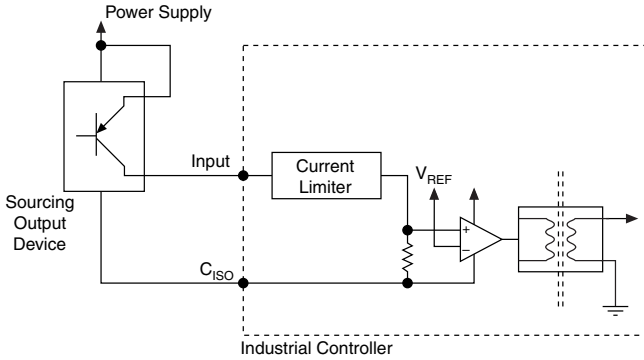 Power Supply
Input
Current
Limiter
V_REF
+
–
Sourcing
Output
Device
C_ISO
Industrial Controller